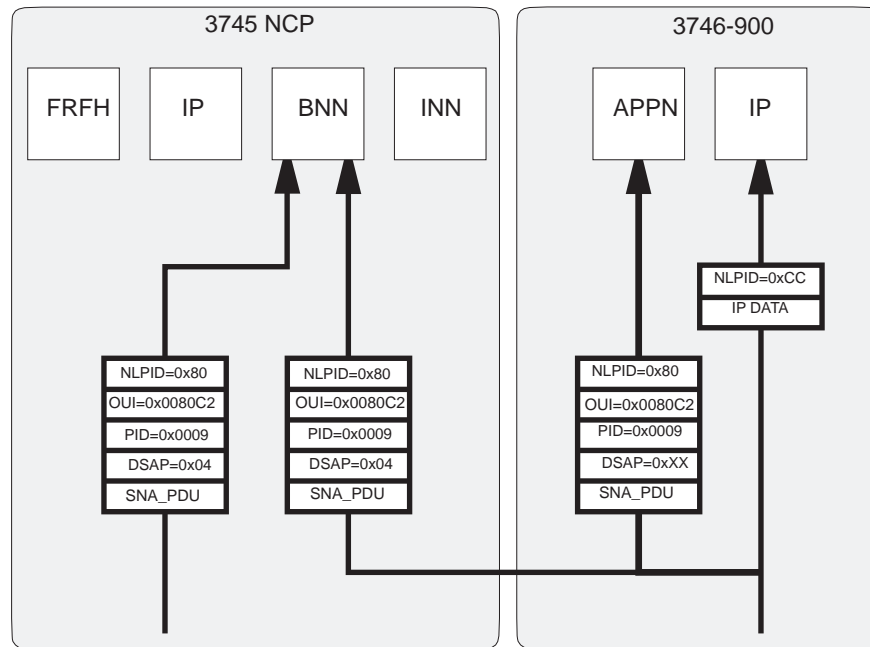 3745 NCP
3746-900
FRFH
IP
BNN
INN
APPN
IP
NLPID=0xCC
IP DATA
NLPID=0x80
OUI=0x0080C2
PID=0x0009
DSAP=0x04
SNA_PDU
NLPID=0x80
OUI=0x0080C2
PID=0x0009
DSAP=0x04
SNA_PDU
NLPID=0x80
OUI=0x0080C2
PID=0x0009
DSAP=0xXX
SNA_PDU